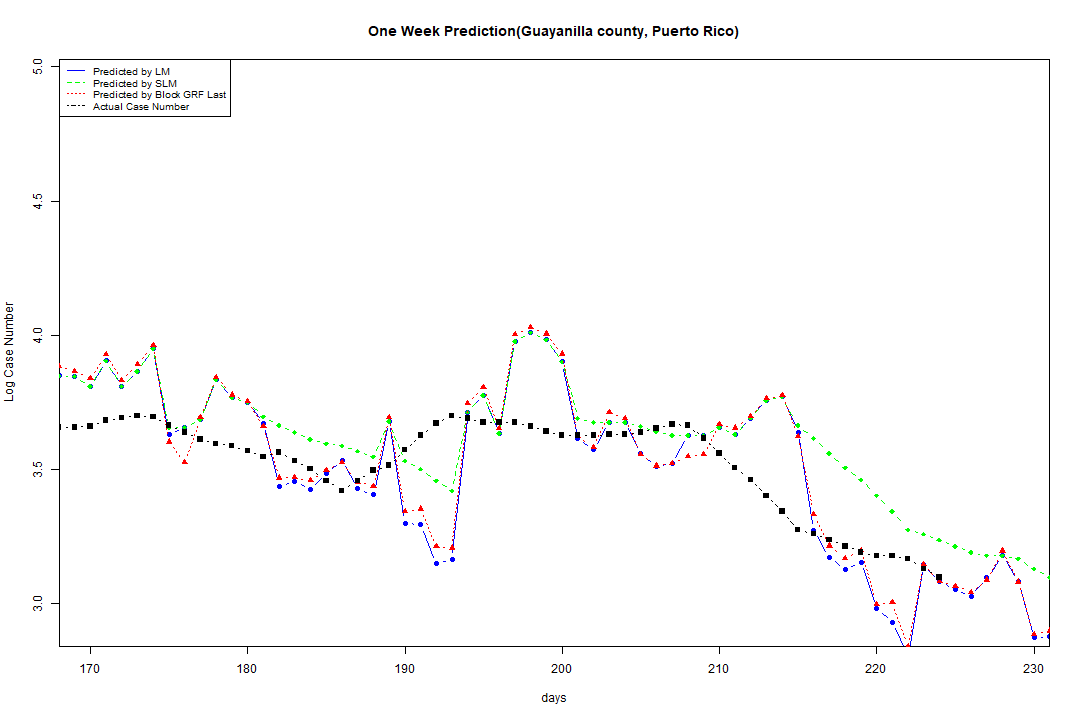 One Week Prediction(Guayanilla county, Puerto Rico)
Predicted by LM
Predicted by SLM
Predicted by Block GRF Last
Actual Case Number
5.0
4.5
4.0
3.5
3.0
Log Case Number
170 180 190 200 210 220 230
days